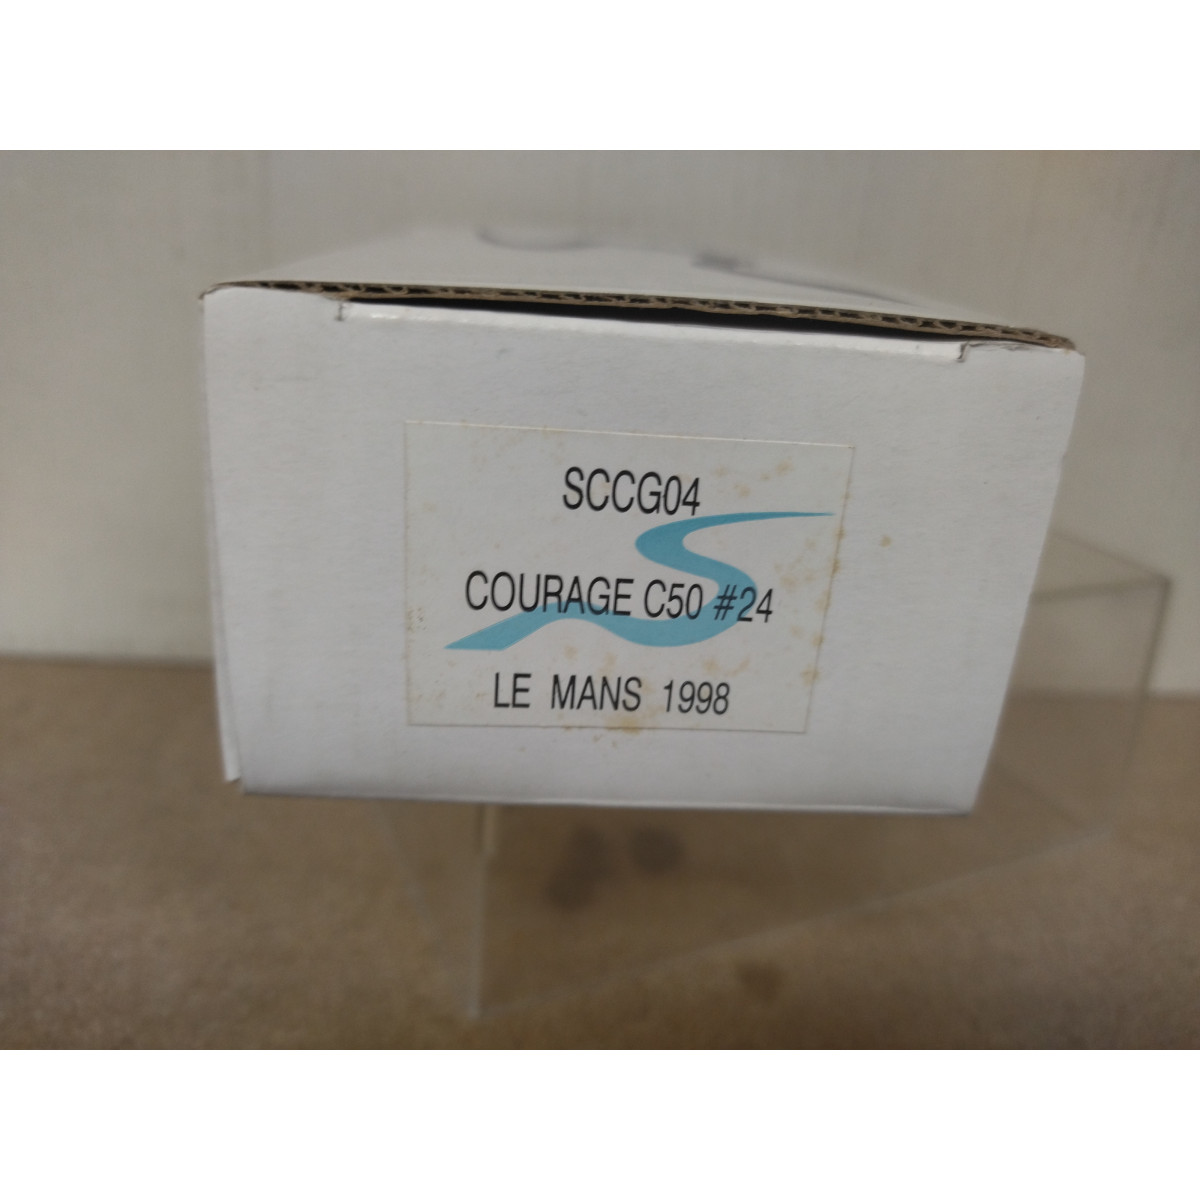 SCCG04
COURAGE C50 #24
LE MANS 1998